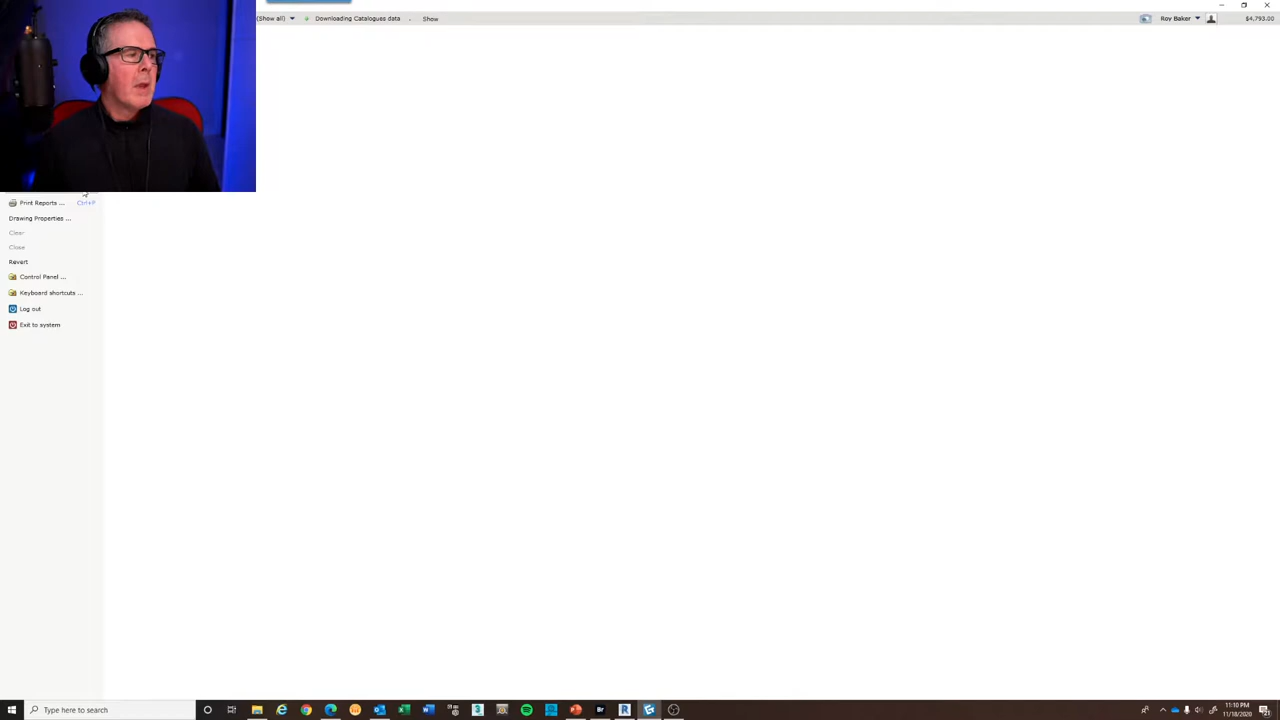 (Show all) Downloading Catalogues data . Show Roy Baker $4,793.00
Print Reports ... Ctrl+P
Drawing Properties ...
Clear
Close
Revert
Control Panel ...
Keyboard shortcuts ...
Log out
Exit to system
Type here to search
11:10 PM
11/18/2020